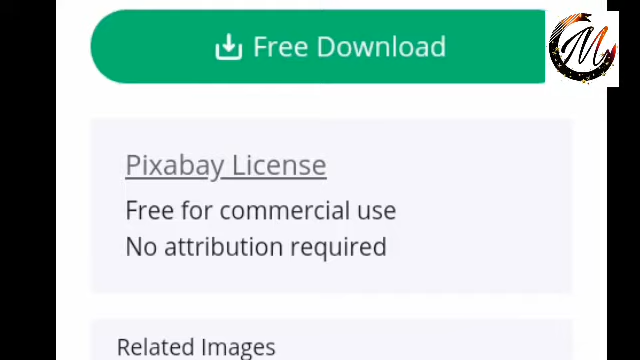 Free Download
M
Pixabay License
Free for commercial use
No attribution required
Related Images